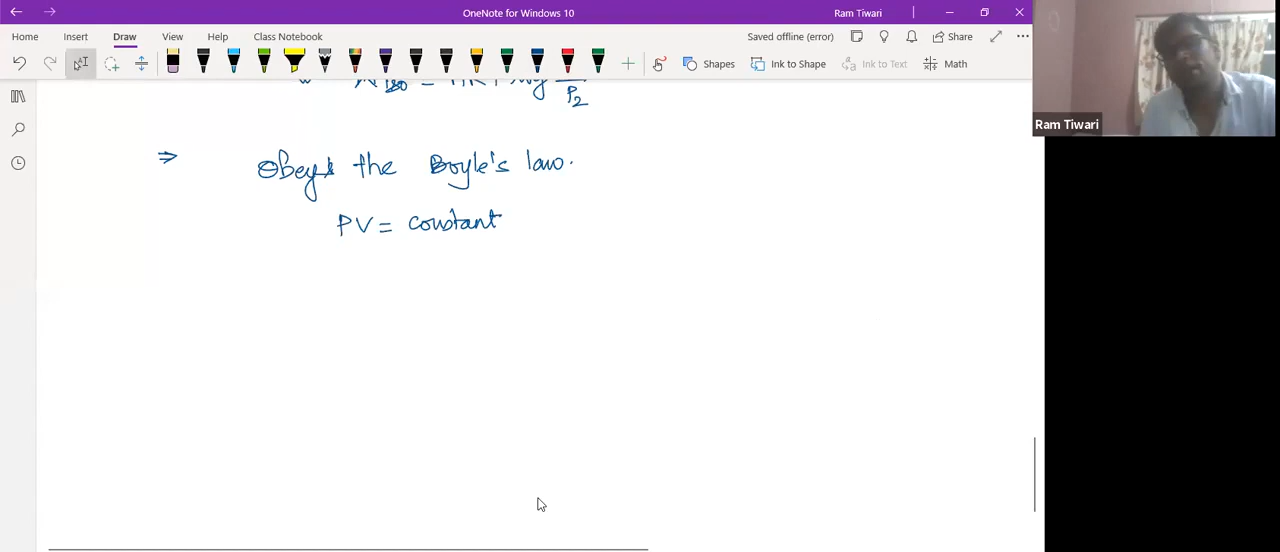 OneNote for Windows 10
Ram Tiwari
Home Insert Draw View Help Class Notebook
Saved offline (error) Share
Shapes Ink to Shape Ink to Text Math
Ram Tiwari
P2
⇒ Obeys the Boyle's law.
PV = constant